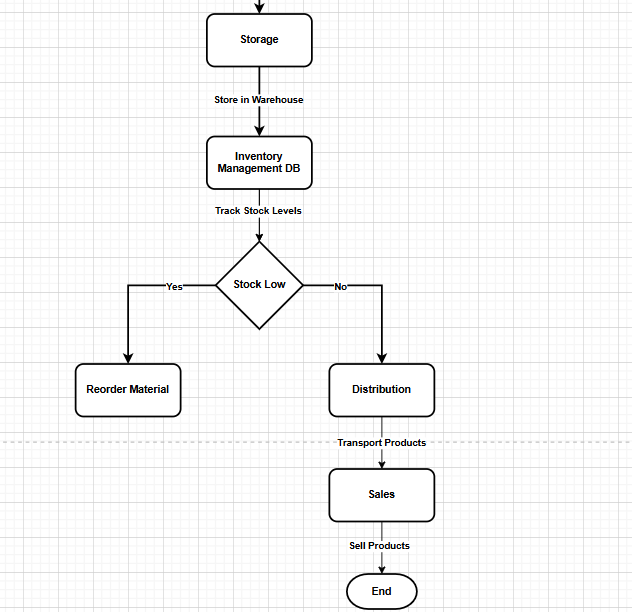 Storage
Store in Warehouse
Inventory
Management DB
Track Stock Levels
Stock Low
Yes
No
Reorder Material
Distribution
Transport Products
Sales
Sell Products
End